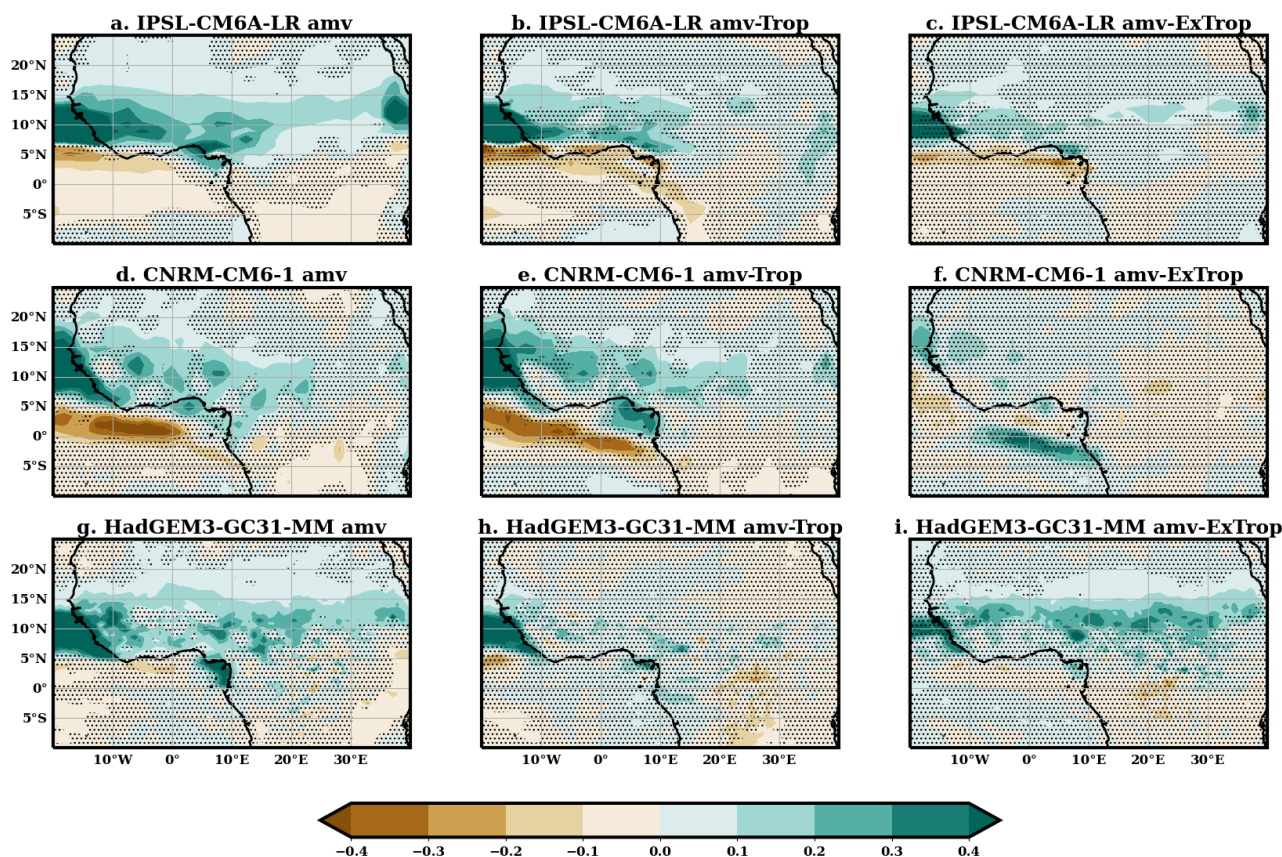 a. IPSL-CM6A-LR amv
b. IPSL-CM6A-LR amv-Trop
c. IPSL-CM6A-LR amv-ExTrop
20°N
15°N
10°N
5°N
0°
5°S
d. CNRM-CM6-1 amv
e. CNRM-CM6-1 amv-Trop
f. CNRM-CM6-1 amv-ExTrop
20°N
15°N
10°N
5°N
0°
5°S
g. HadGEM3-GC31-MM amv
h. HadGEM3-GC31-MM amv-Trop
i. HadGEM3-GC31-MM amv-ExTrop
20°N
15°N
10°N
5°N
0°
5°S
10°W 0° 10°E 20°E 30°E
10°W 0° 10°E 20°E 30°E
10°W 0° 10°E 20°E 30°E
−0.4 −0.3 −0.2 −0.1 0.0 0.1 0.2 0.3 0.4